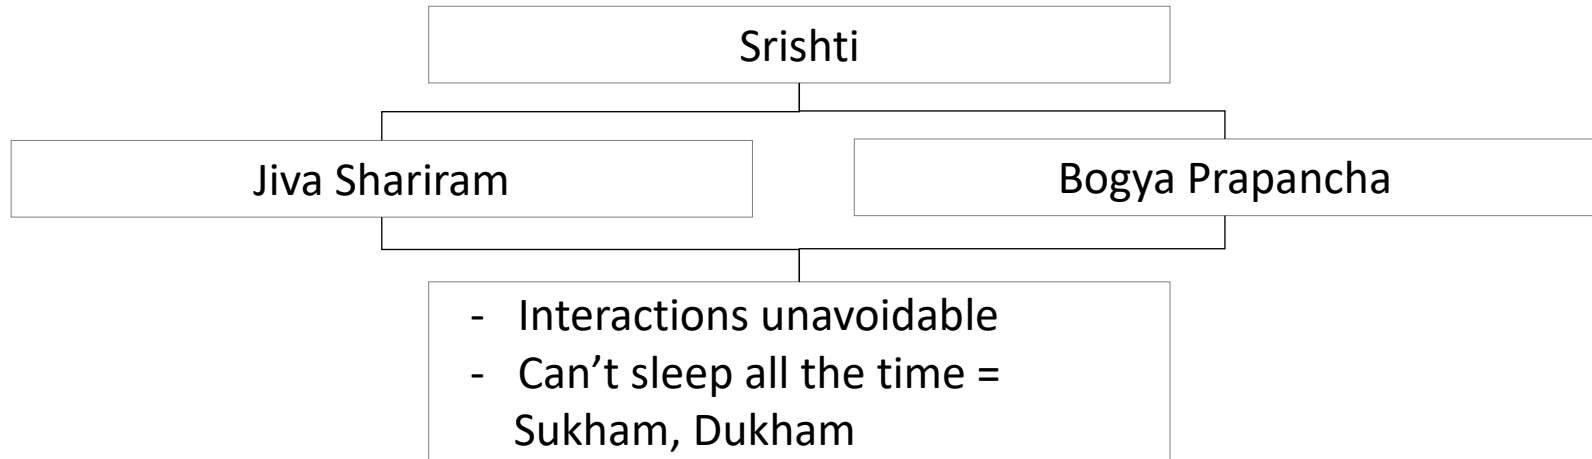 Srishti
Jiva Shariram
Bogya Prapancha
- Interactions unavoidable
- Can’t sleep all the time =
Sukham, Dukham